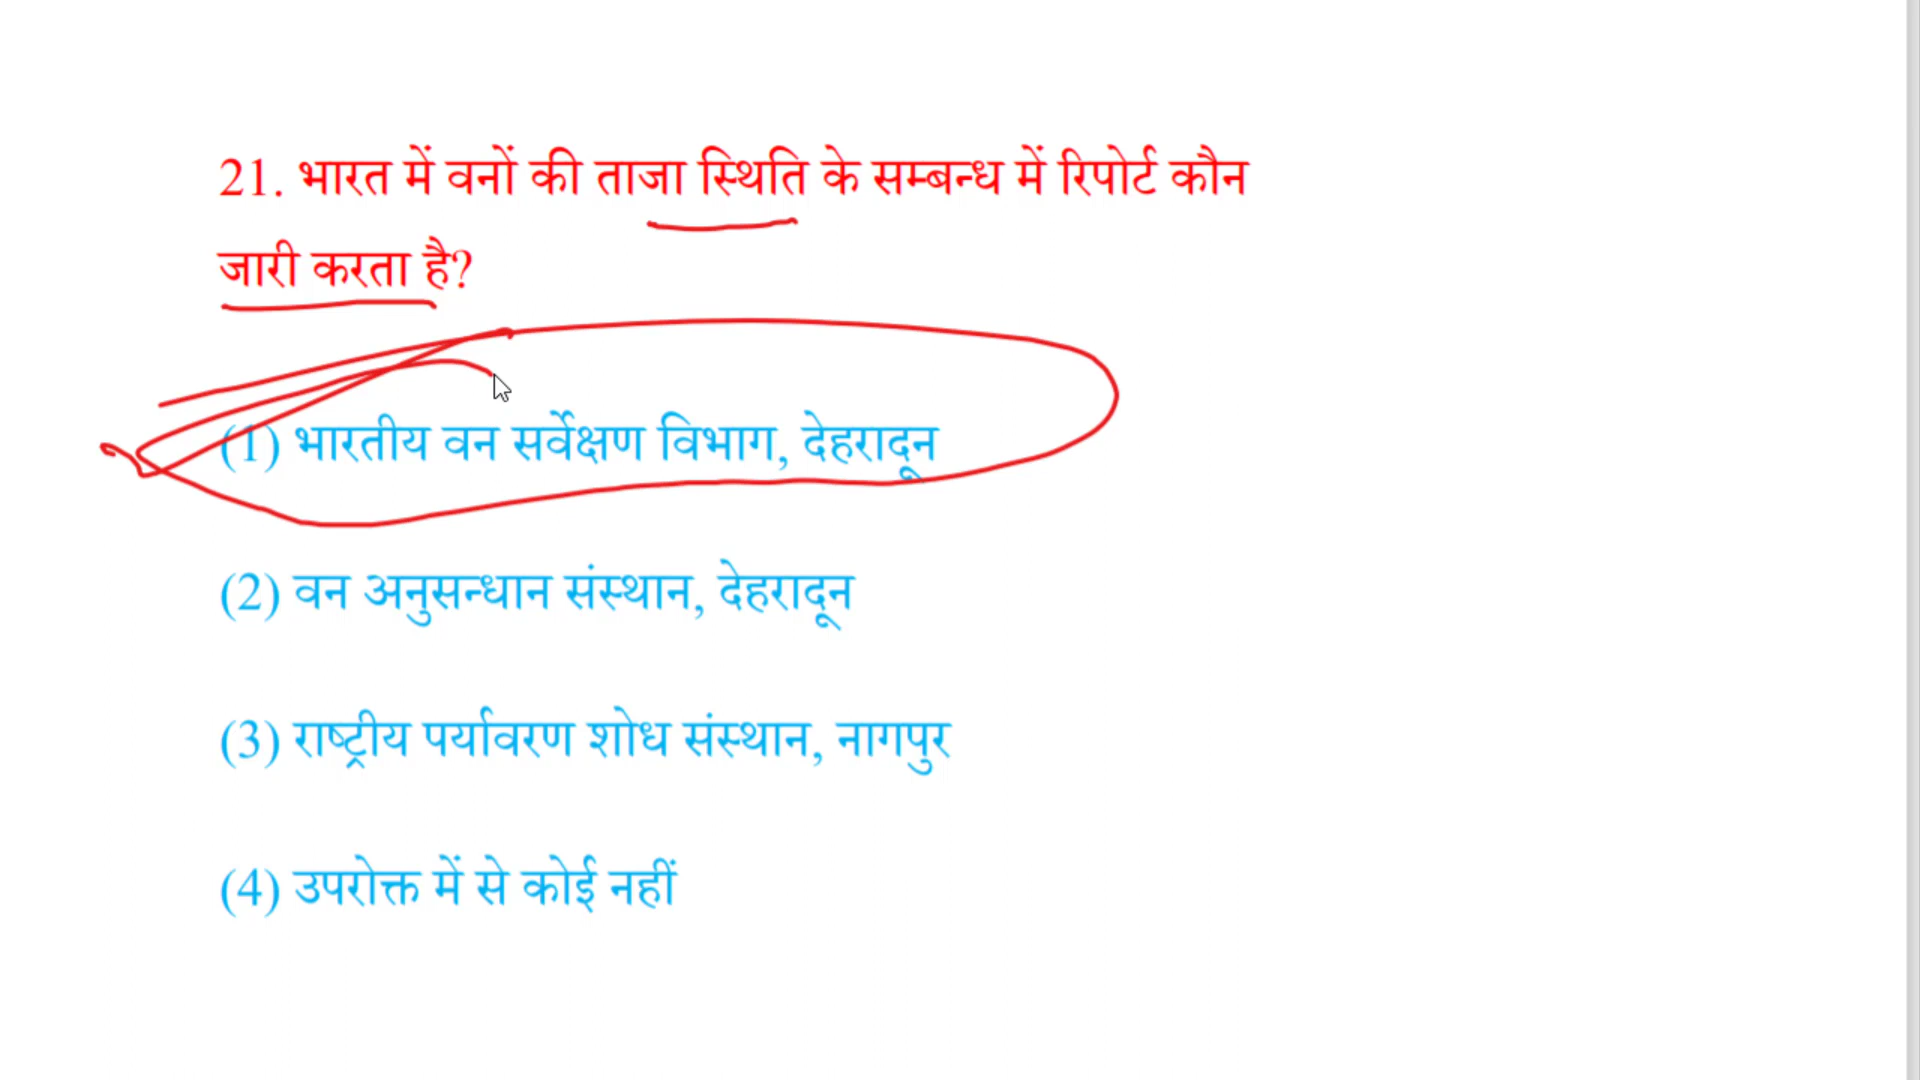 21. भारत में वनों की ताजा स्थिति के सम्बन्ध में रिपोर्ट कौन
जारी करता है?
(1) भारतीय वन सर्वेक्षण विभाग, देहरादून
(2) वन अनुसन्धान संस्थान, देहरादून
(3) राष्ट्रीय पर्यावरण शोध संस्थान, नागपुर
(4) उपरोक्त में से कोई नहीं